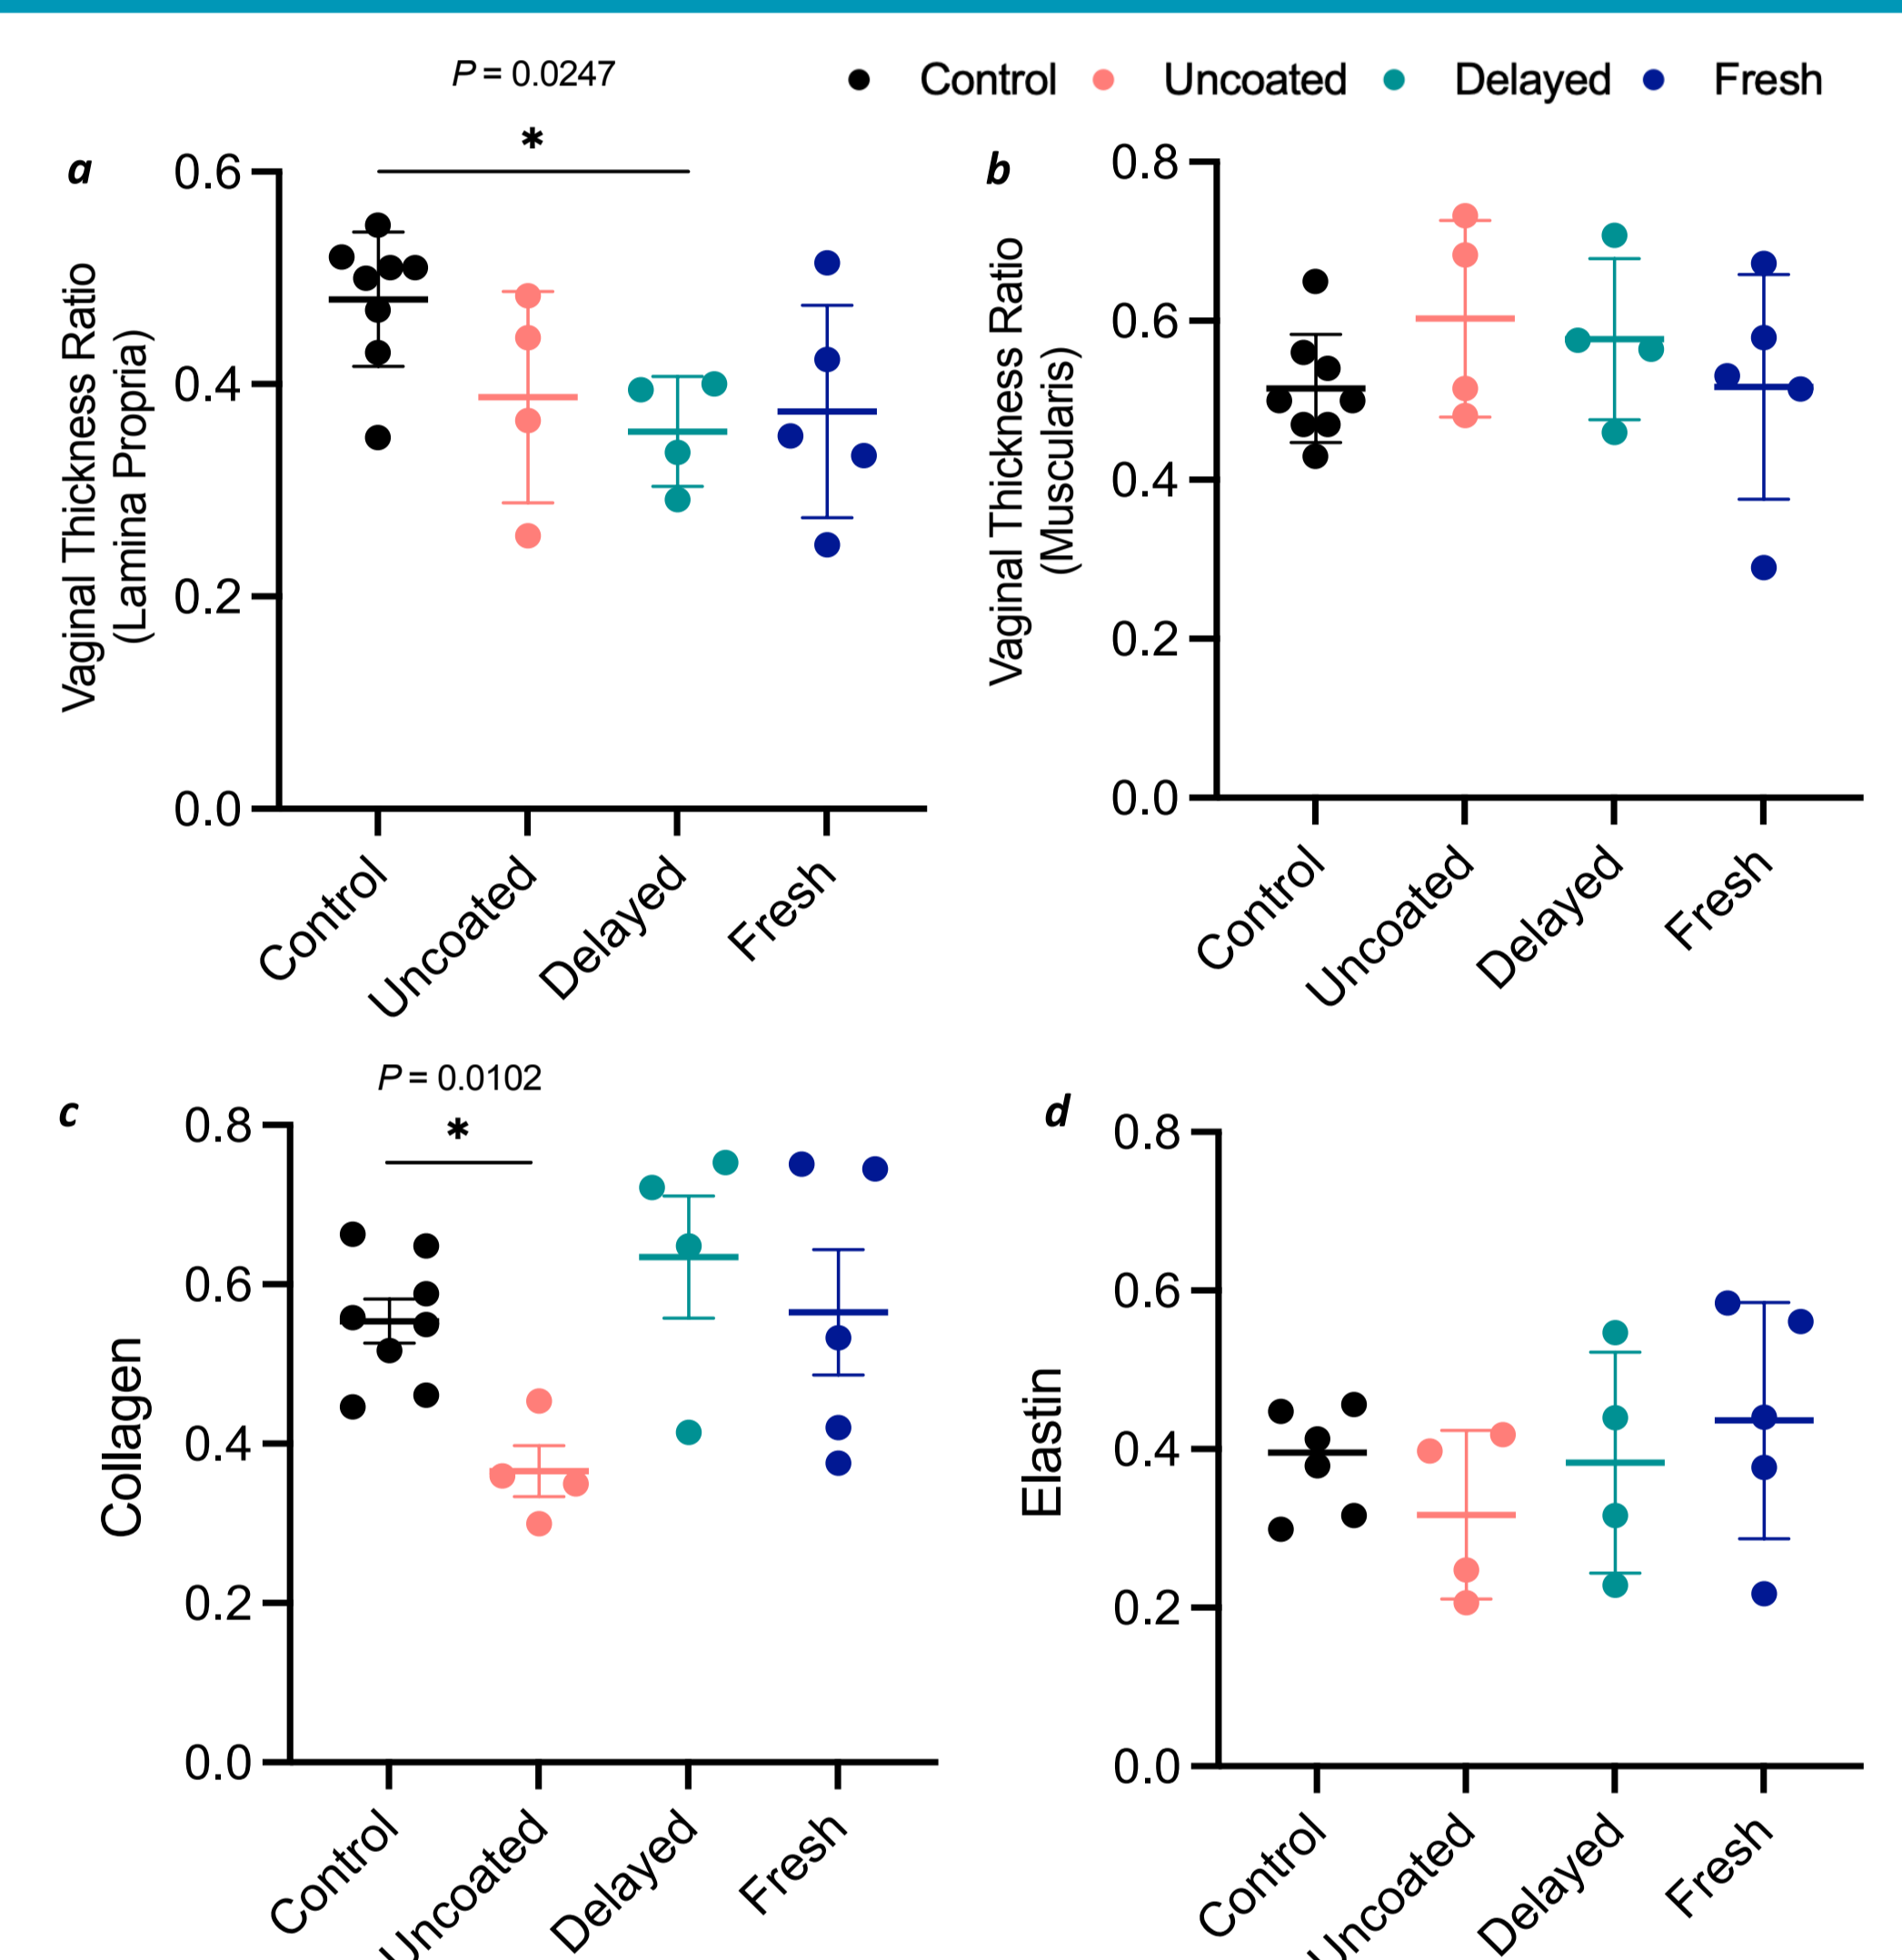 P = 0.0247
*
Control Uncoated Delayed Fresh
a
Vaginal Thickness Ratio
(Lamina Propria)
0.6
0.4
0.2
0.0
Control
Uncoated
Delayed
Fresh
b
Vaginal Thickness Ratio
(Muscularis)
0.8
0.6
0.4
0.2
0.0
Control
Uncoated
Delayed
Fresh
P = 0.0102
*
c
Collagen
0.8
0.6
0.4
0.2
0.0
Control
Uncoated
Delayed
Fresh
d
Elastin
0.8
0.6
0.4
0.2
0.0
Control
Uncoated
Delayed
Fresh